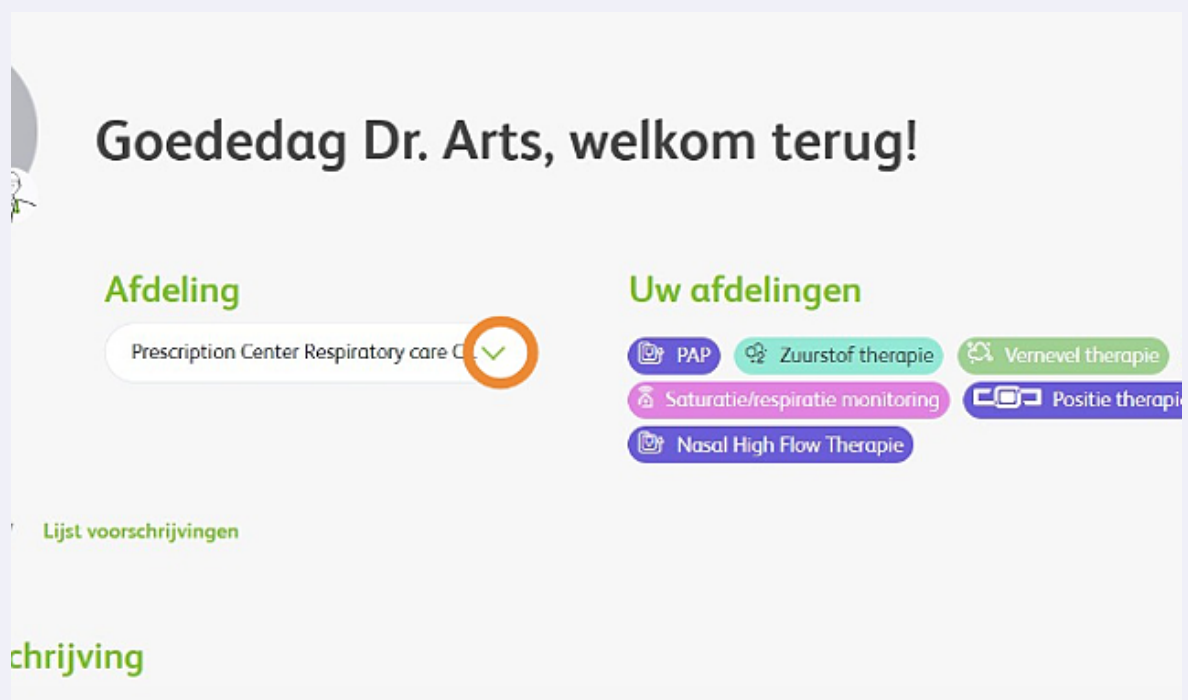 Goededag Dr. Arts, welkom terug!
Afdeling
Prescription Center Respiratory care
Uw afdelingen
PAP
Zuurstof therapie
Vernevel therapie
Saturatie/respiratie monitoring
Positie
Nasal High Flow Therapie
Lijst voorschrijvingen